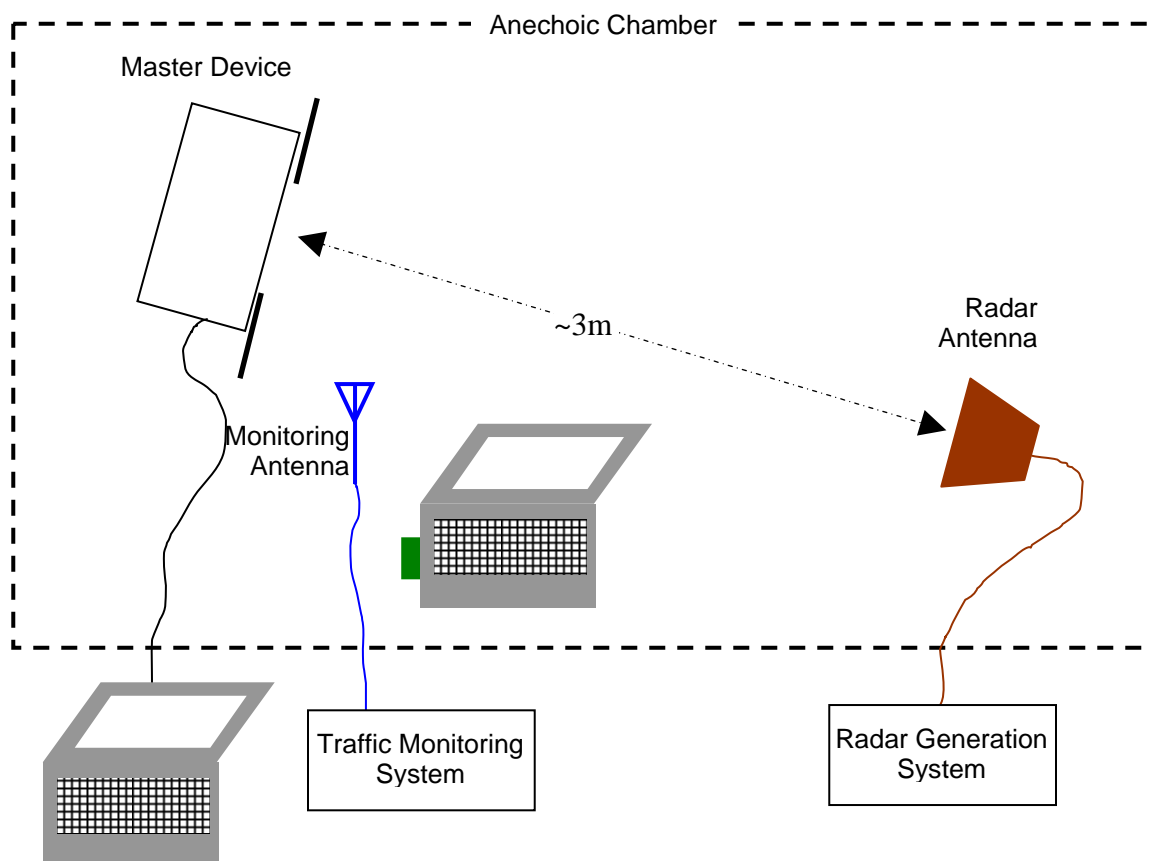 Anechoic Chamber
Master Device
~3m
Radar
Antenna
Monitoring
Antenna
Traffic Monitoring
System
Radar Generation
System